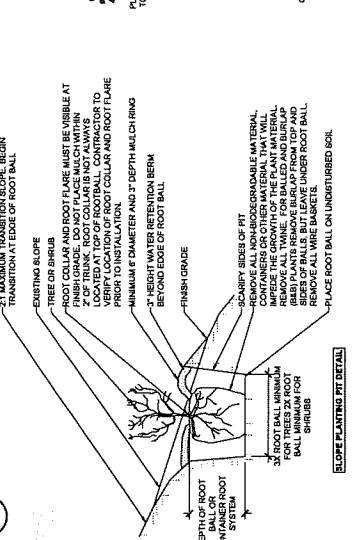 2:1 MAXIMUM TRANSITION SLOPE. BEGIN
TRANSITION AT EDGE OF ROOT BALL
EXISTING SLOPE
TREE OR SHRUB
ROOT COLLAR AND ROOT FLARE MUST BE VISIBLE AT
FINISH GRADE. DO NOT PLACE MULCH WITHIN
2" OF TRUNK. ROOT COLLAR IS NOT ALWAYS
LOCATED AT TOP OF ROOTBALL. CONTRACTOR TO
VERIFY LOCATION OF ROOT COLLAR AND ROOT FLARE
PRIOR TO INSTALLATION.
MINIMUM 6' DIAMETER AND 3" DEPTH MULCH RING
3" HEIGHT WATER RETENTION BERM
BEYOND EDGE OF ROOT BALL
FINISH GRADE
SCARIFY SIDES OF PIT
REMOVE ALL NON-BIODEGRADABLE MATERIAL,
CONTAINERS OR OTHER MATERIAL THAT WILL
IMPEDE THE GROWTH OF THE PLANT MATERIAL.
REMOVE ALL TWINE. FOR BALLED AND BURLAP
(B&B) PLANTS REMOVE BURLAP FROM TOP AND
SIDES OF BALLS, BUT LEAVE UNDER ROOT BALL.
REMOVE ALL WIRE BASKETS.
PLACE ROOT BALL ON UNDISTURBED SOIL
EPTH OF ROOT
BALL OR
NTAINER ROOT
SYSTEM
3X ROOT BALL MINIMUM
FOR TREES 2X ROOT
BALL MINIMUM FOR
SHRUBS
SLOPE PLANTING PIT DETAIL